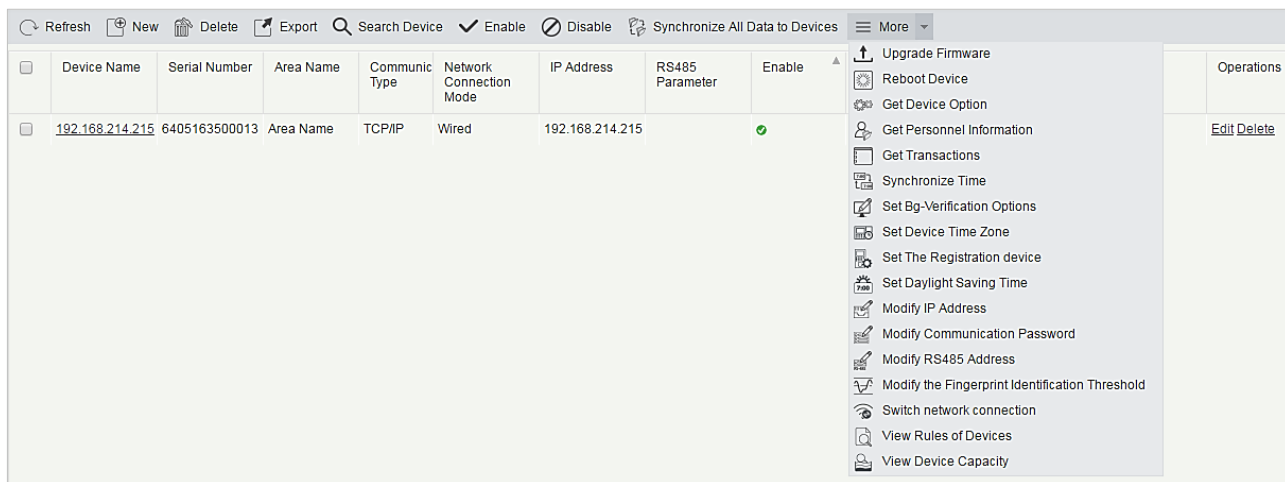 Refresh New Delete Export Search Device Enable Disable Synchronize All Data to Devices More
Device Name Serial Number Area Name Communic Type Network Connection Mode IP Address RS485 Parameter Enable Operations
192.168.214.215 6405163500013 Area Name TCP/IP Wired 192.168.214.215 Edit Delete
Upgrade Firmware
Reboot Device
Get Device Option
Get Personnel Information
Get Transactions
Synchronize Time
Set Bg-Verification Options
Set Device Time Zone
Set The Registration device
Set Daylight Saving Time
Modify IP Address
Modify Communication Password
Modify RS485 Address
Modify the Fingerprint Identification Threshold
Switch network connection
View Rules of Devices
View Device Capacity